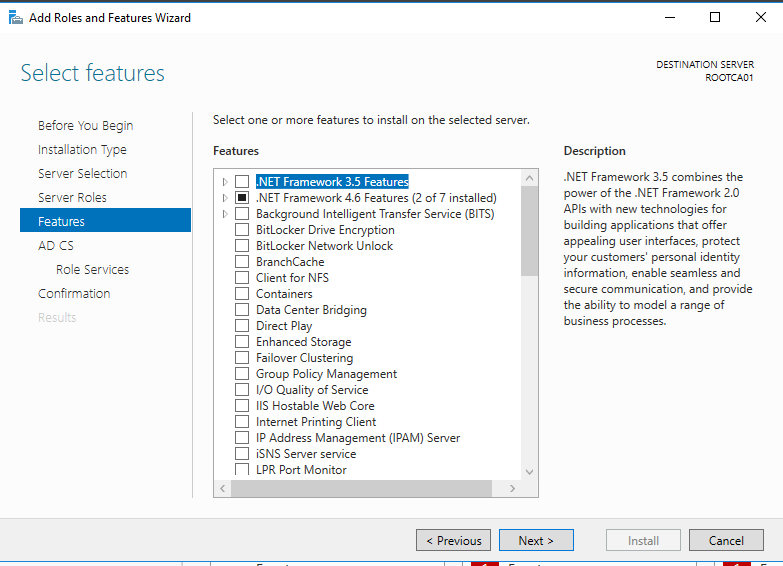 Add Roles and Features Wizard
Select features
DESTINATION SERVER
ROOTCA01
Before You Begin
Installation Type
Server Selection
Server Roles
Features
AD CS
Role Services
Confirmation
Results
Select one or more features to install on the selected server.
Features
.NET Framework 3.5 Features
.NET Framework 4.6 Features (2 of 7 installed)
Background Intelligent Transfer Service (BITS)
BitLocker Drive Encryption
BitLocker Network Unlock
BranchCache
Client for NFS
Containers
Data Center Bridging
Direct Play
Enhanced Storage
Failover Clustering
Group Policy Management
I/O Quality of Service
IIS Hostable Web Core
Internet Printing Client
IP Address Management (IPAM) Server
iSNS Server service
LPR Port Monitor
Description
.NET Framework 3.5 combines the
power of the .NET Framework 2.0
APIs with new technologies for
building applications that offer
appealing user interfaces, protect
your customers' personal identity
information, enable seamless and
secure communication, and provide
the ability to model a range of
business processes.
< Previous
Next >
Install
Cancel